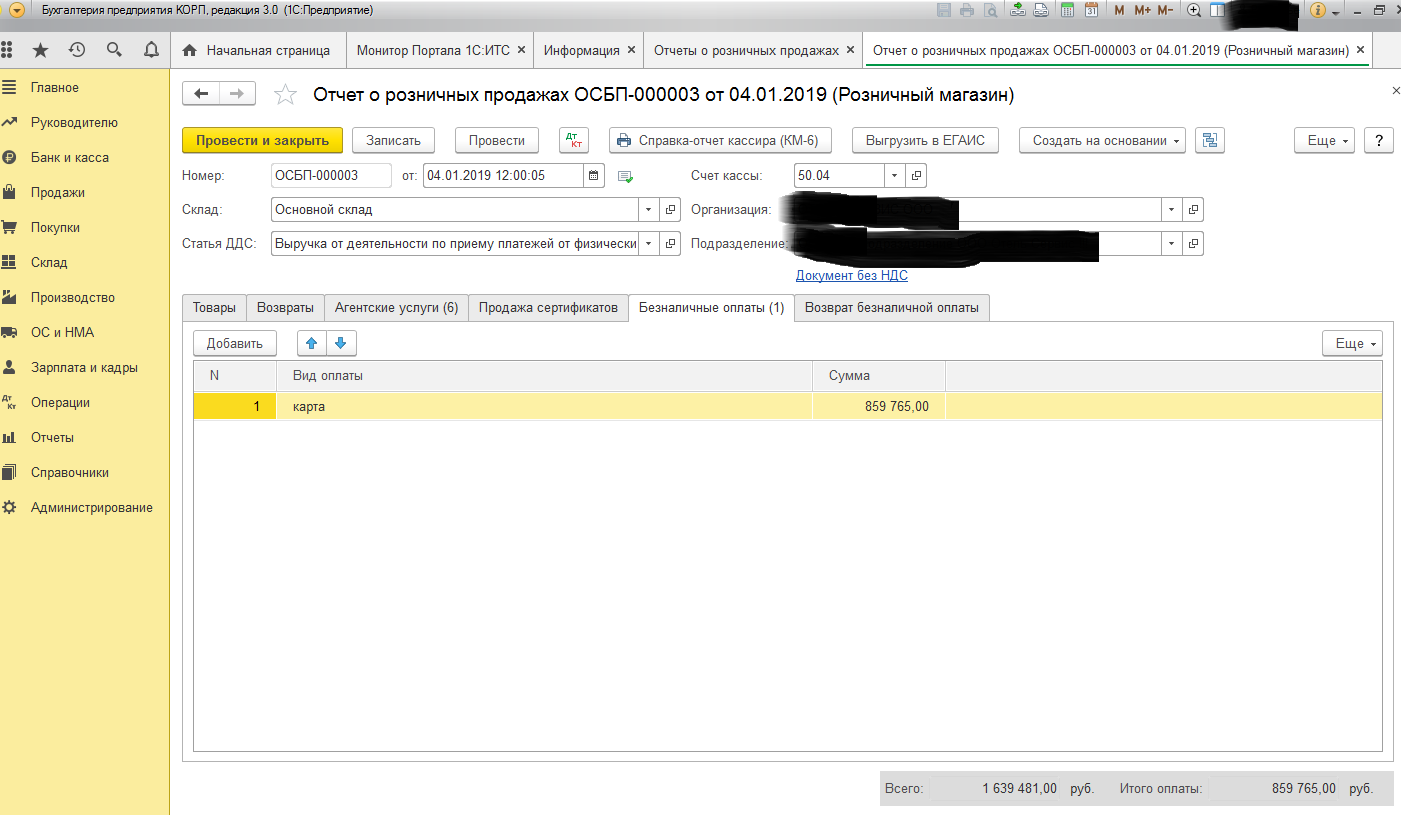 Бухгалтерия предприятия КОРП, редакция 3.0 (1С:Предприятие)
31 M M+ M-
Начальная страница
Монитор Портала 1С:ИТС
Информация
Отчеты о розничных продажах
Отчет о розничных продажах ОСБП-000003 от 04.01.2019 (Розничный магазин)
Главное
Руководителю
Банк и касса
Продажи
Покупки
Склад
Производство
ОС и НМА
Зарплата и кадры
Дт Кт Операции
Отчеты
Справочники
Администрирование
Отчет о розничных продажах ОСБП-000003 от 04.01.2019 (Розничный магазин)
Провести и закрыть Записать Провести Дт Кт Справка-отчет кассира (КМ-6) Выгрузить в ЕГАИС Создать на основании Еще ?
Номер: ОСБП-000003 от: 04.01.2019 12:00:05 Счет кассы: 50.04
Склад: Основной склад Организация:
Статья ДДС: Выручка от деятельности по приему платежей от физически Подразделение:
Документ без НДС
Товары Возвраты Агентские услуги (6) Продажа сертификатов Безналичные оплаты (1) Возврат безналичной оплаты
Добавить Еще
N Вид оплаты Сумма
1 карта 859 765,00
Всего: 1 639 481,00 руб. Итого оплаты: 859 765,00 руб.